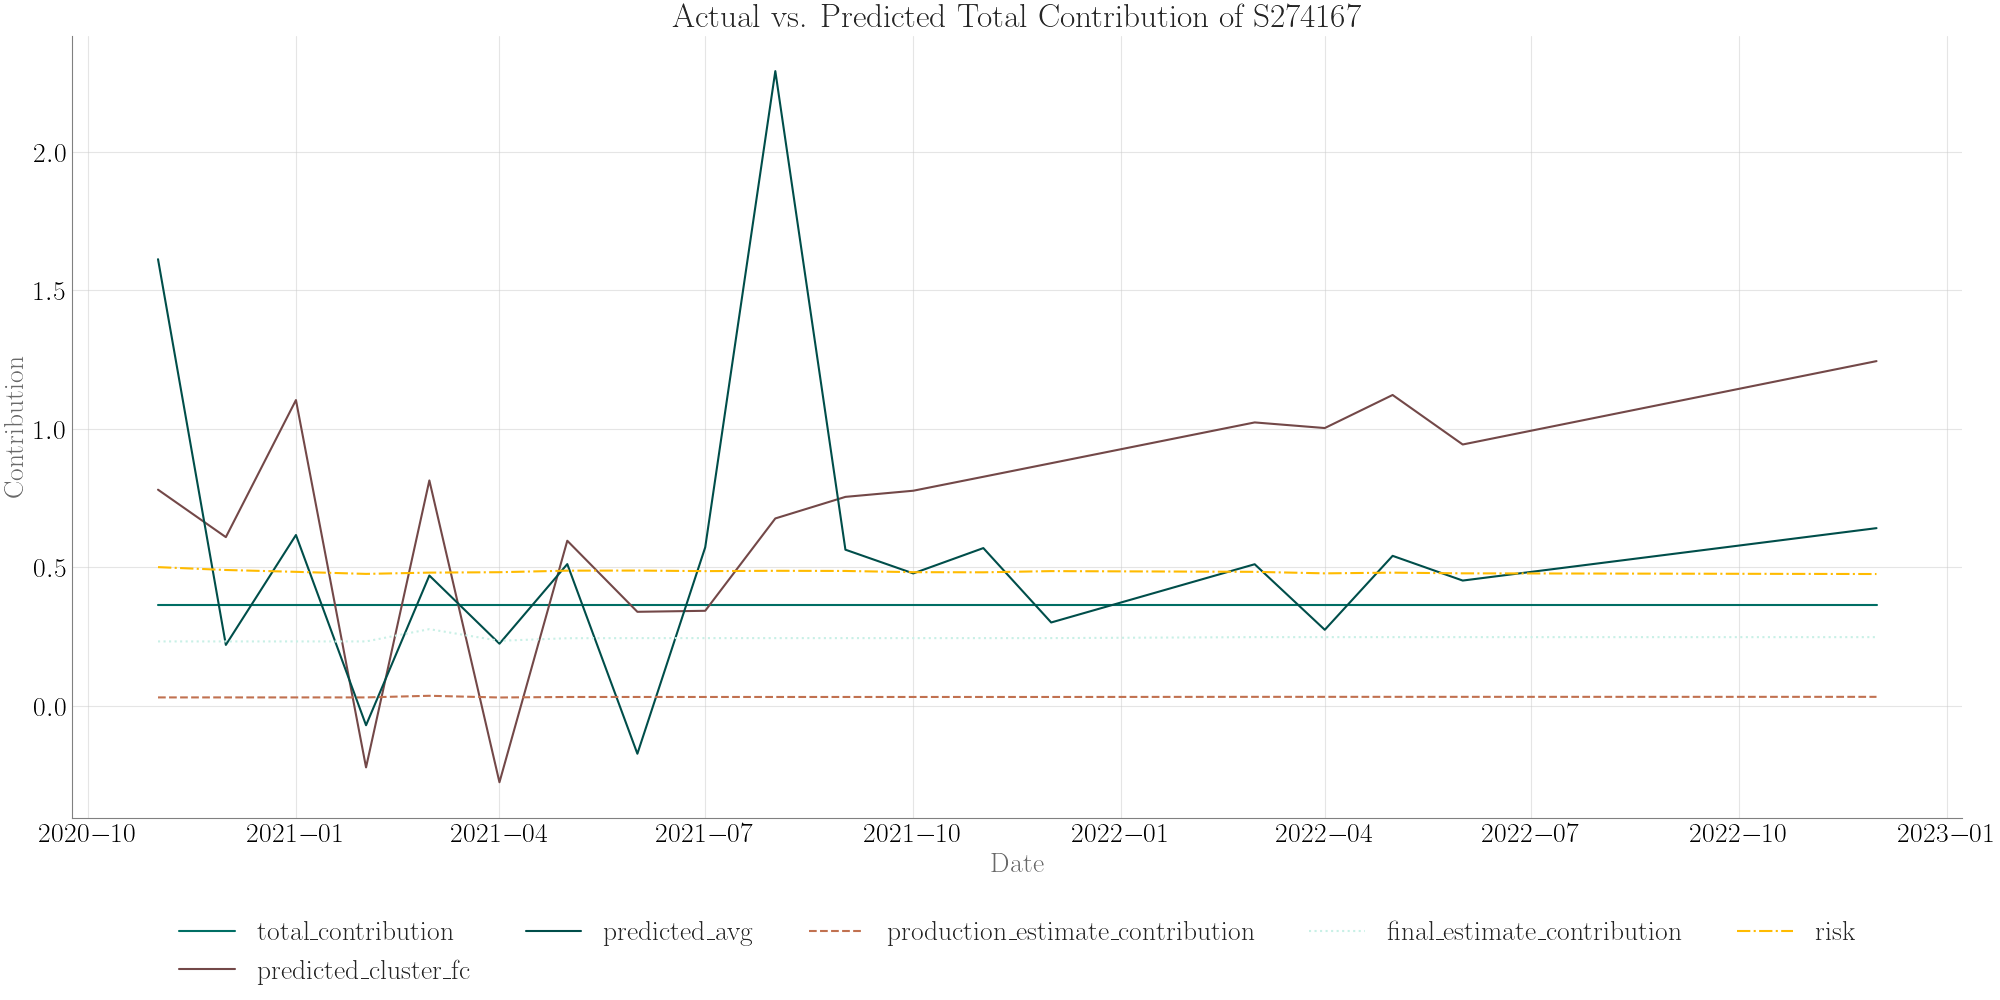 Actual vs. Predicted Total Contribution of S274167
2.0
1.5
1.0
0.5
0.0
Contribution
2020−10
2021−01
2021−04
2021−07
2021−10
2022−01
2022−04
2022−07
2022−10
2023−01
Date
total_contribution
predicted_avg
production_estimate_contribution
final_estimate_contribution
risk
predicted_cluster_fc